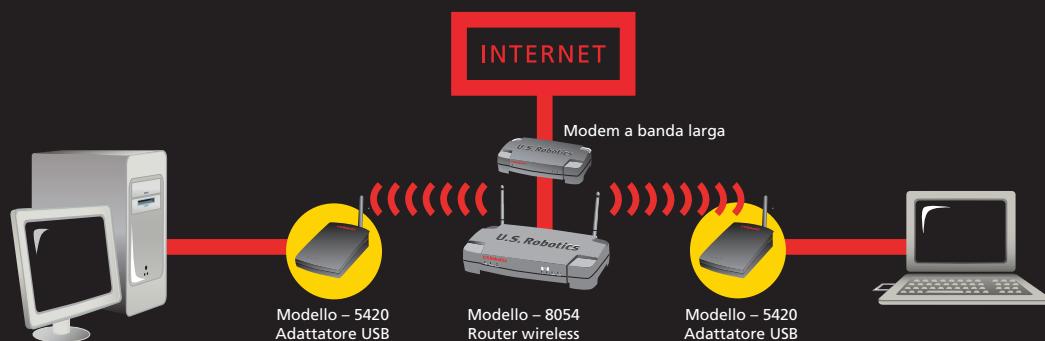 INTERNET
Modem a banda larga
U.S. Robotics
U.S. Robotics
Modello – 5420
Adattatore USB
Modello – 8054
Router wireless
Modello – 5420
Adattatore USB